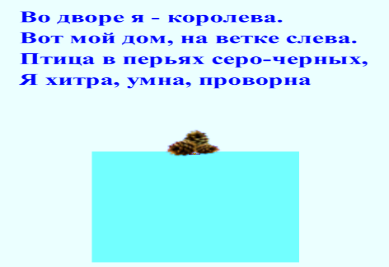 Во дворе я - королева.
Вот мой дом, на ветке слева.
Птица в перьях серо-черных,
Я хитра, умна, проворна